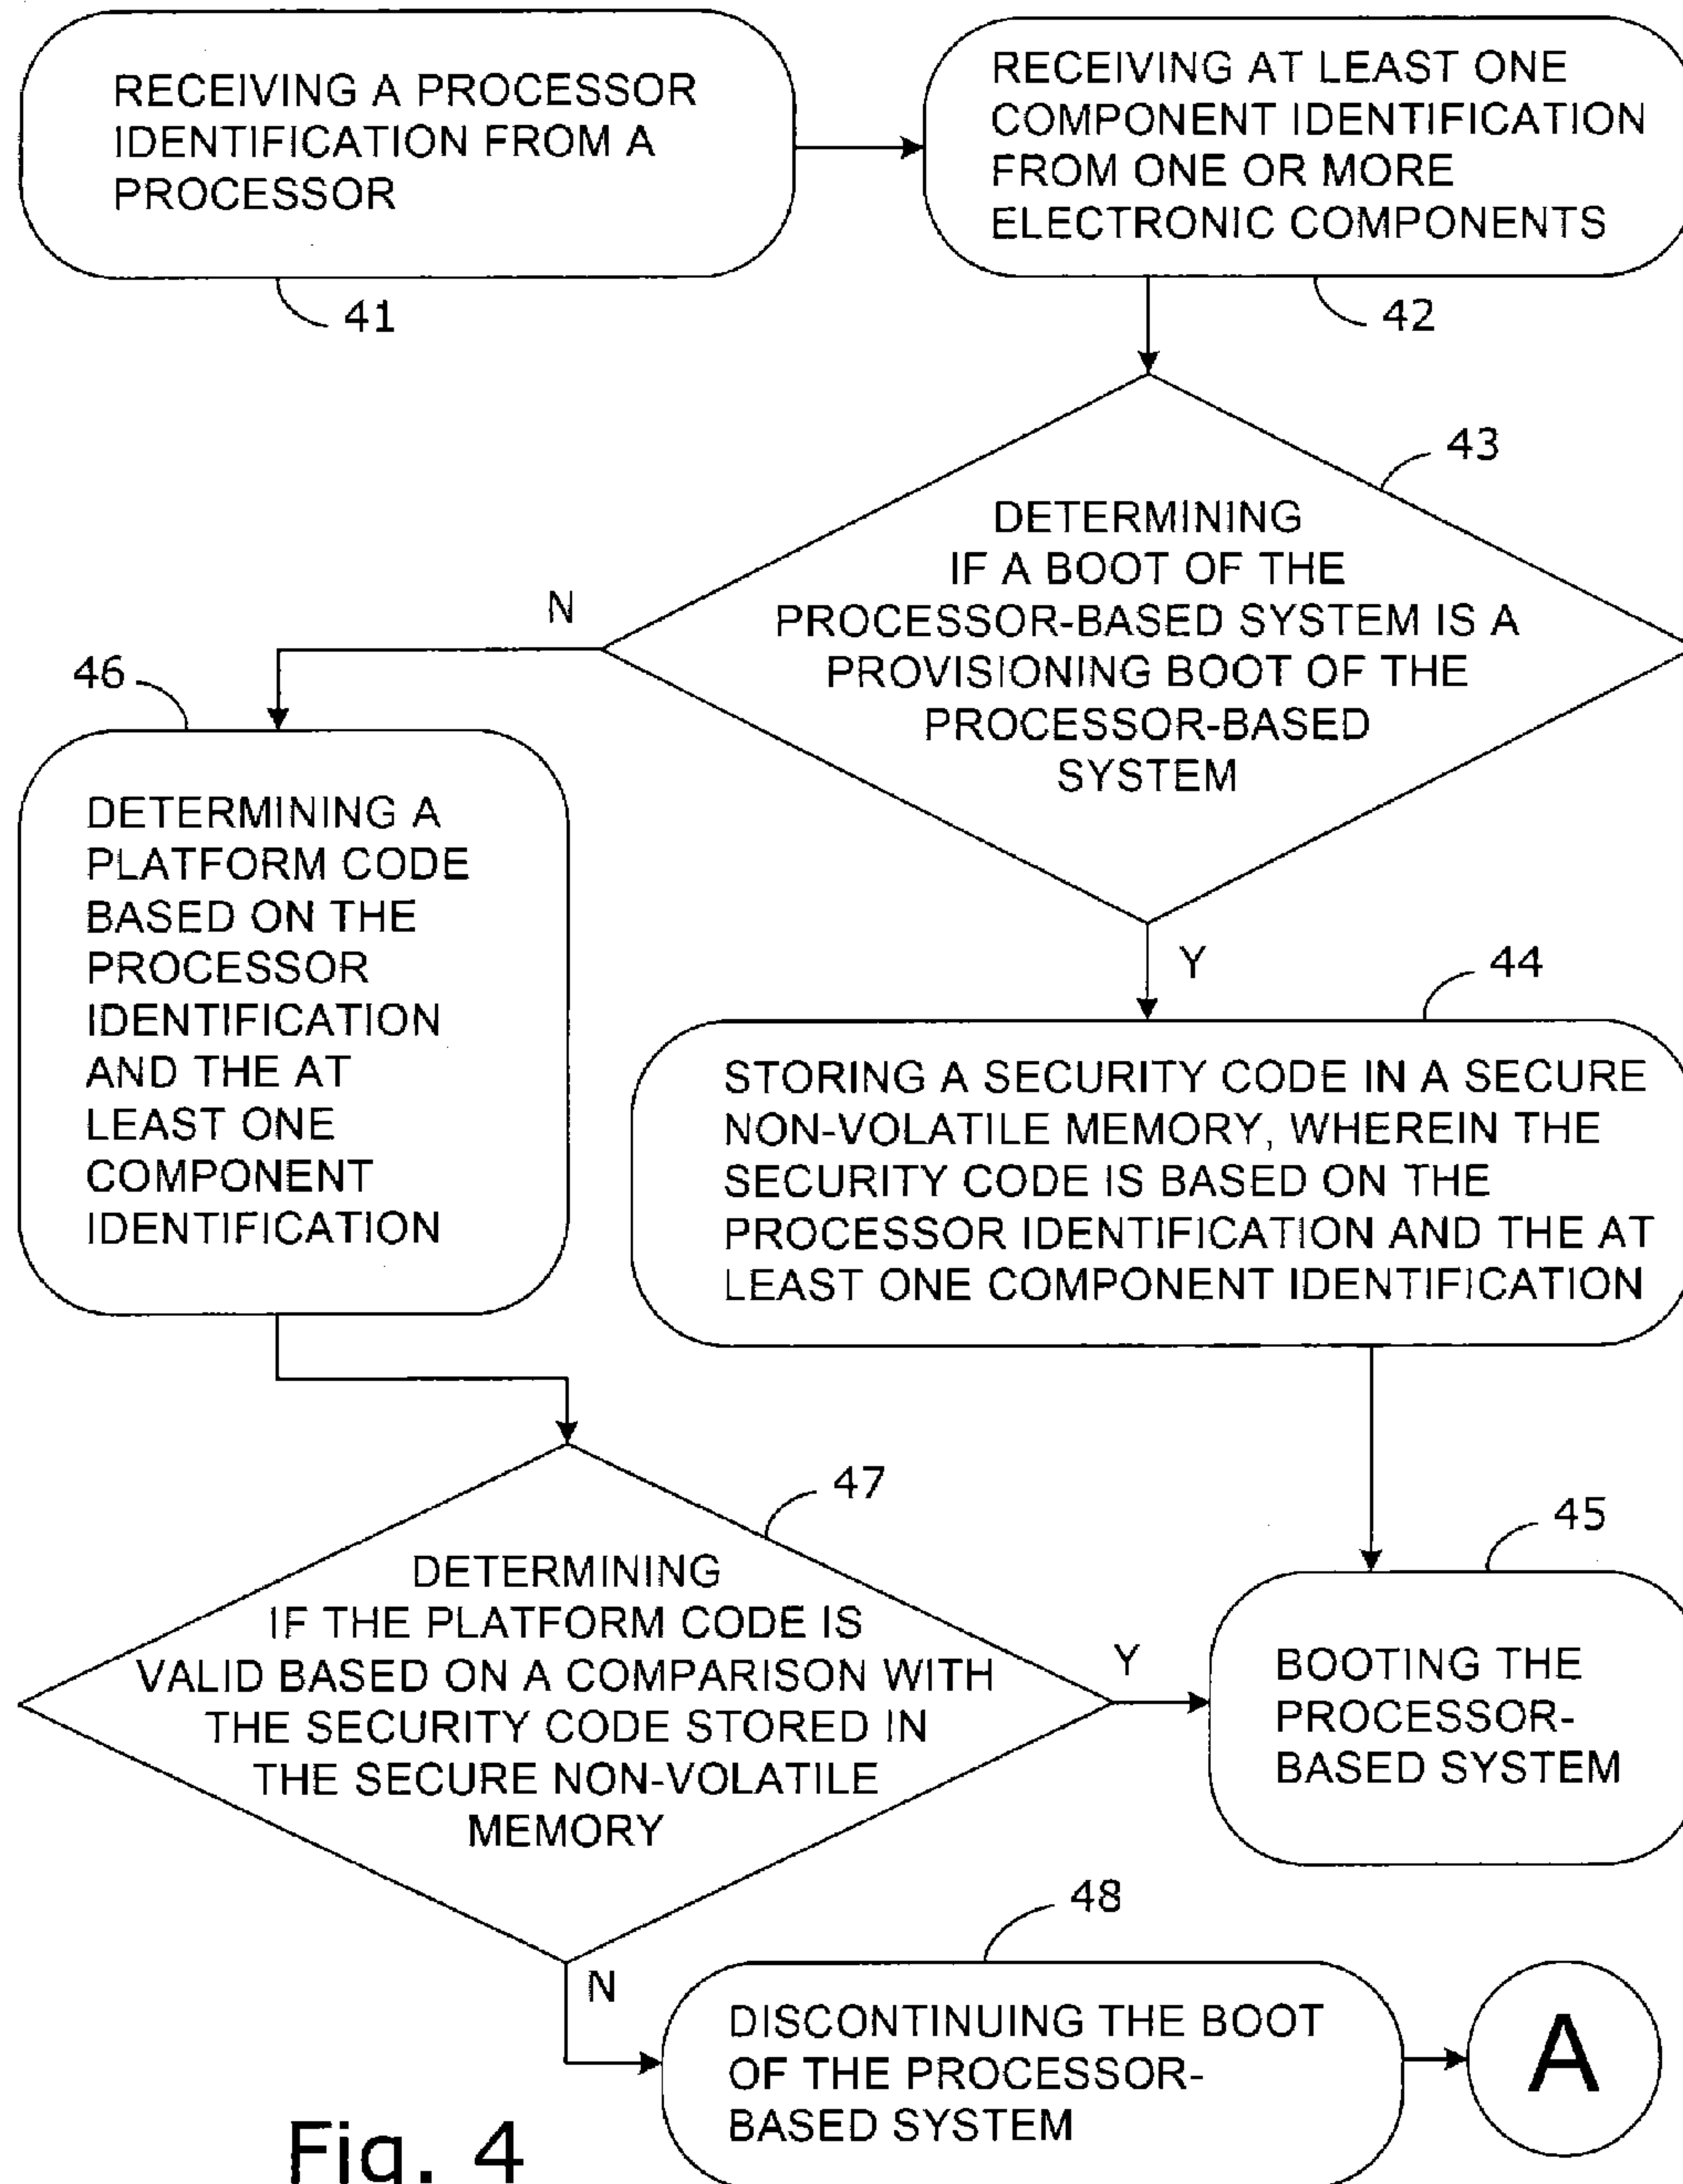 RECEIVING A PROCESSOR
IDENTIFICATION FROM A
PROCESSOR
41
RECEIVING AT LEAST ONE
COMPONENT IDENTIFICATION
FROM ONE OR MORE
ELECTRONIC COMPONENTS
42
43
DETERMINING
IF A BOOT OF THE
PROCESSOR-BASED SYSTEM IS A
PROVISIONING BOOT OF THE
PROCESSOR-BASED
SYSTEM
N
Y
46
DETERMINING A
PLATFORM CODE
BASED ON THE
PROCESSOR
IDENTIFICATION
AND THE AT
LEAST ONE
COMPONENT
IDENTIFICATION
44
STORING A SECURITY CODE IN A SECURE
NON-VOLATILE MEMORY, WHEREIN THE
SECURITY CODE IS BASED ON THE
PROCESSOR IDENTIFICATION AND THE AT
LEAST ONE COMPONENT IDENTIFICATION
47
DETERMINING
IF THE PLATFORM CODE IS
VALID BASED ON A COMPARISON WITH
THE SECURITY CODE STORED IN
THE SECURE NON-VOLATILE
MEMORY
Y
N
45
BOOTING THE
PROCESSOR-
BASED SYSTEM
48
DISCONTINUING THE BOOT
OF THE PROCESSOR-
BASED SYSTEM
A
Fig. 4